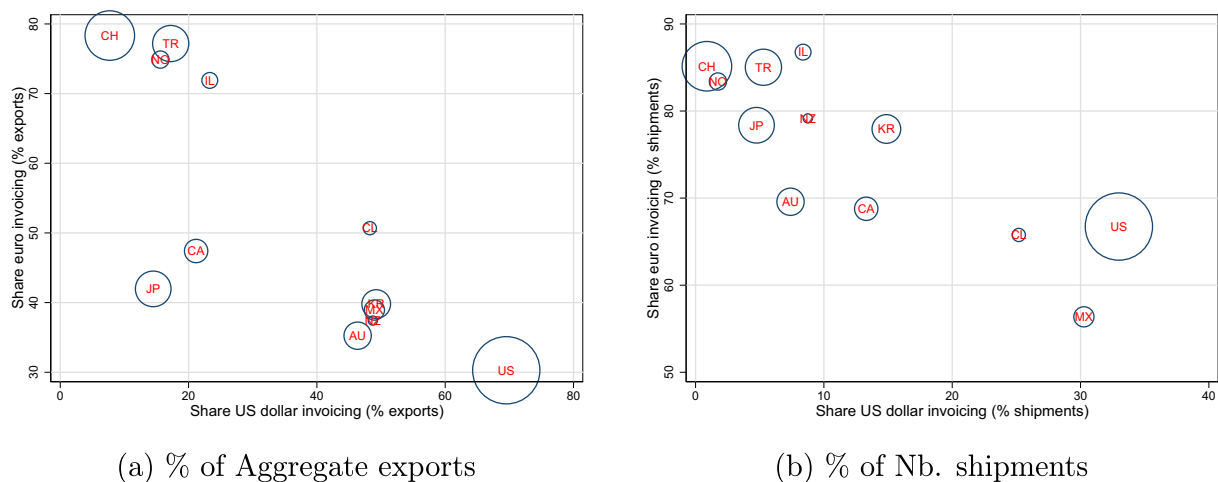 Share euro invoicing (% exports)
80
70
60
50
40
30
CH
TR
NO
IL
CL
CA
JP
KR
MX
NZ
AU
US
0 20 40 60 80
Share US dollar invoicing (% exports)
(a) % of Aggregate exports
Share euro invoicing (% shipments)
90
80
70
60
50
IL
CH
TR
NO
NZ
JP
KR
AU
CA
CL
US
MX
0 10 20 30 40
Share US dollar invoicing (% shipments)
(b) % of Nb. shipments